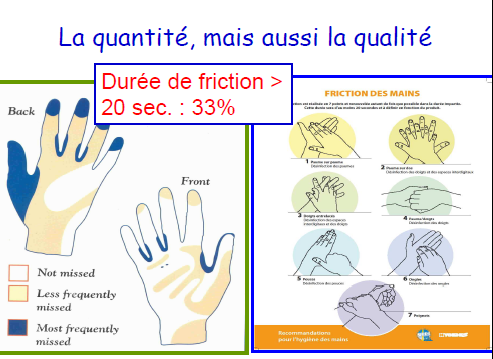 La quantité, mais aussi la qualité
Durée de friction >
20 sec. : 33%
Back
Front
Not missed
Less frequently
missed
Most frequently
missed
FRICTION DES MAINS
1 Paume sur paume
Désinfection des paumes
2 Paume sur dos
Désinfection des doigts et des espaces interdigitaux
3 Doigts entrelacés
Désinfection des espaces
interdigitaux et des doigts
4 Paume/doigts
Désinfection des doigts
5 Pouces
Désinfection des pouces
6 Ongles
Désinfection des ongles
7 Poignets
Recommandations
pour l'hygiène des mains